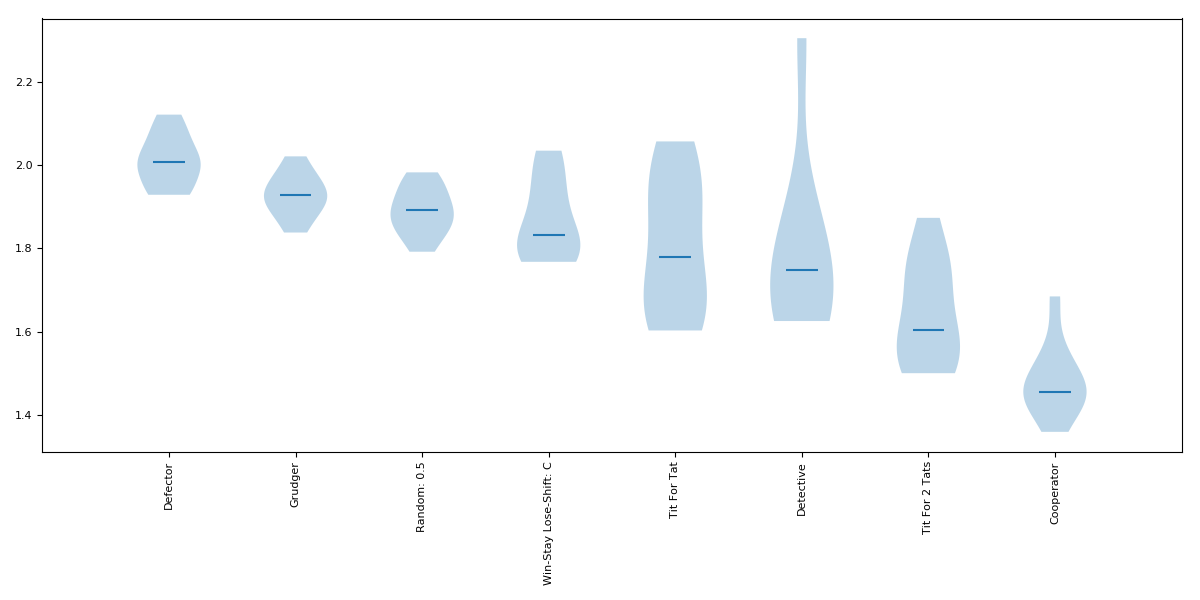 2.2
2.0
1.8
1.6
1.4
Defector
Grudger
Random: 0.5
Win-Stay Lose-Shift: C
Tit For Tat
Detective
Tit For 2 Tats
Cooperator